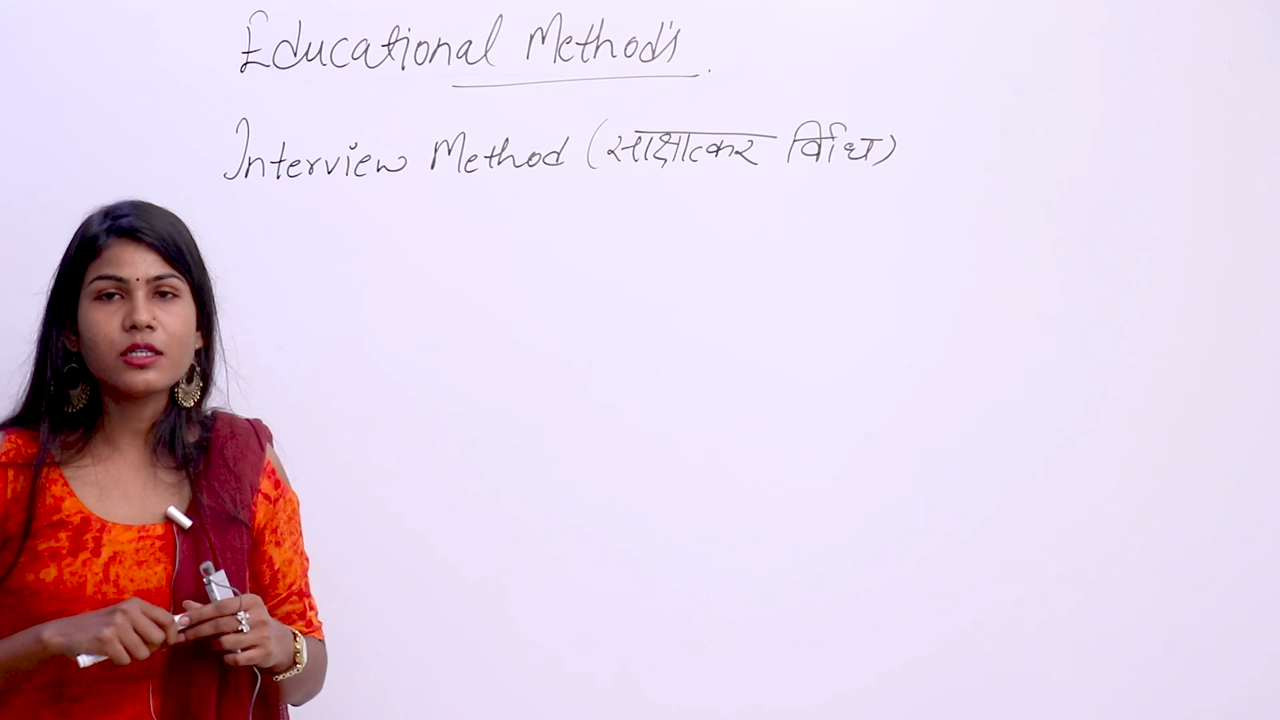 Educational Method's.
Interview Method (साक्षात्कार विधि)